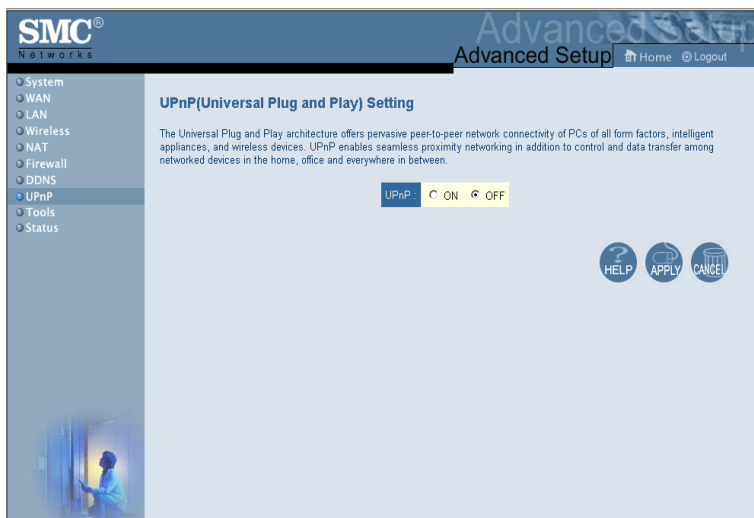 SMC®
Networks
Advanced Setup
Advanced Setup
Home
Logout
System
WAN
LAN
Wireless
NAT
Firewall
DDNS
UPnP
Tools
Status
UPnP(Universal Plug and Play) Setting
The Universal Plug and Play architecture offers pervasive peer-to-peer network connectivity of PCs of all form factors, intelligent
appliances, and wireless devices. UPnP enables seamless proximity networking in addition to control and data transfer among
networked devices in the home, office and everywhere in between.
UPnP : ON OFF
HELP
APPLY
CANCEL